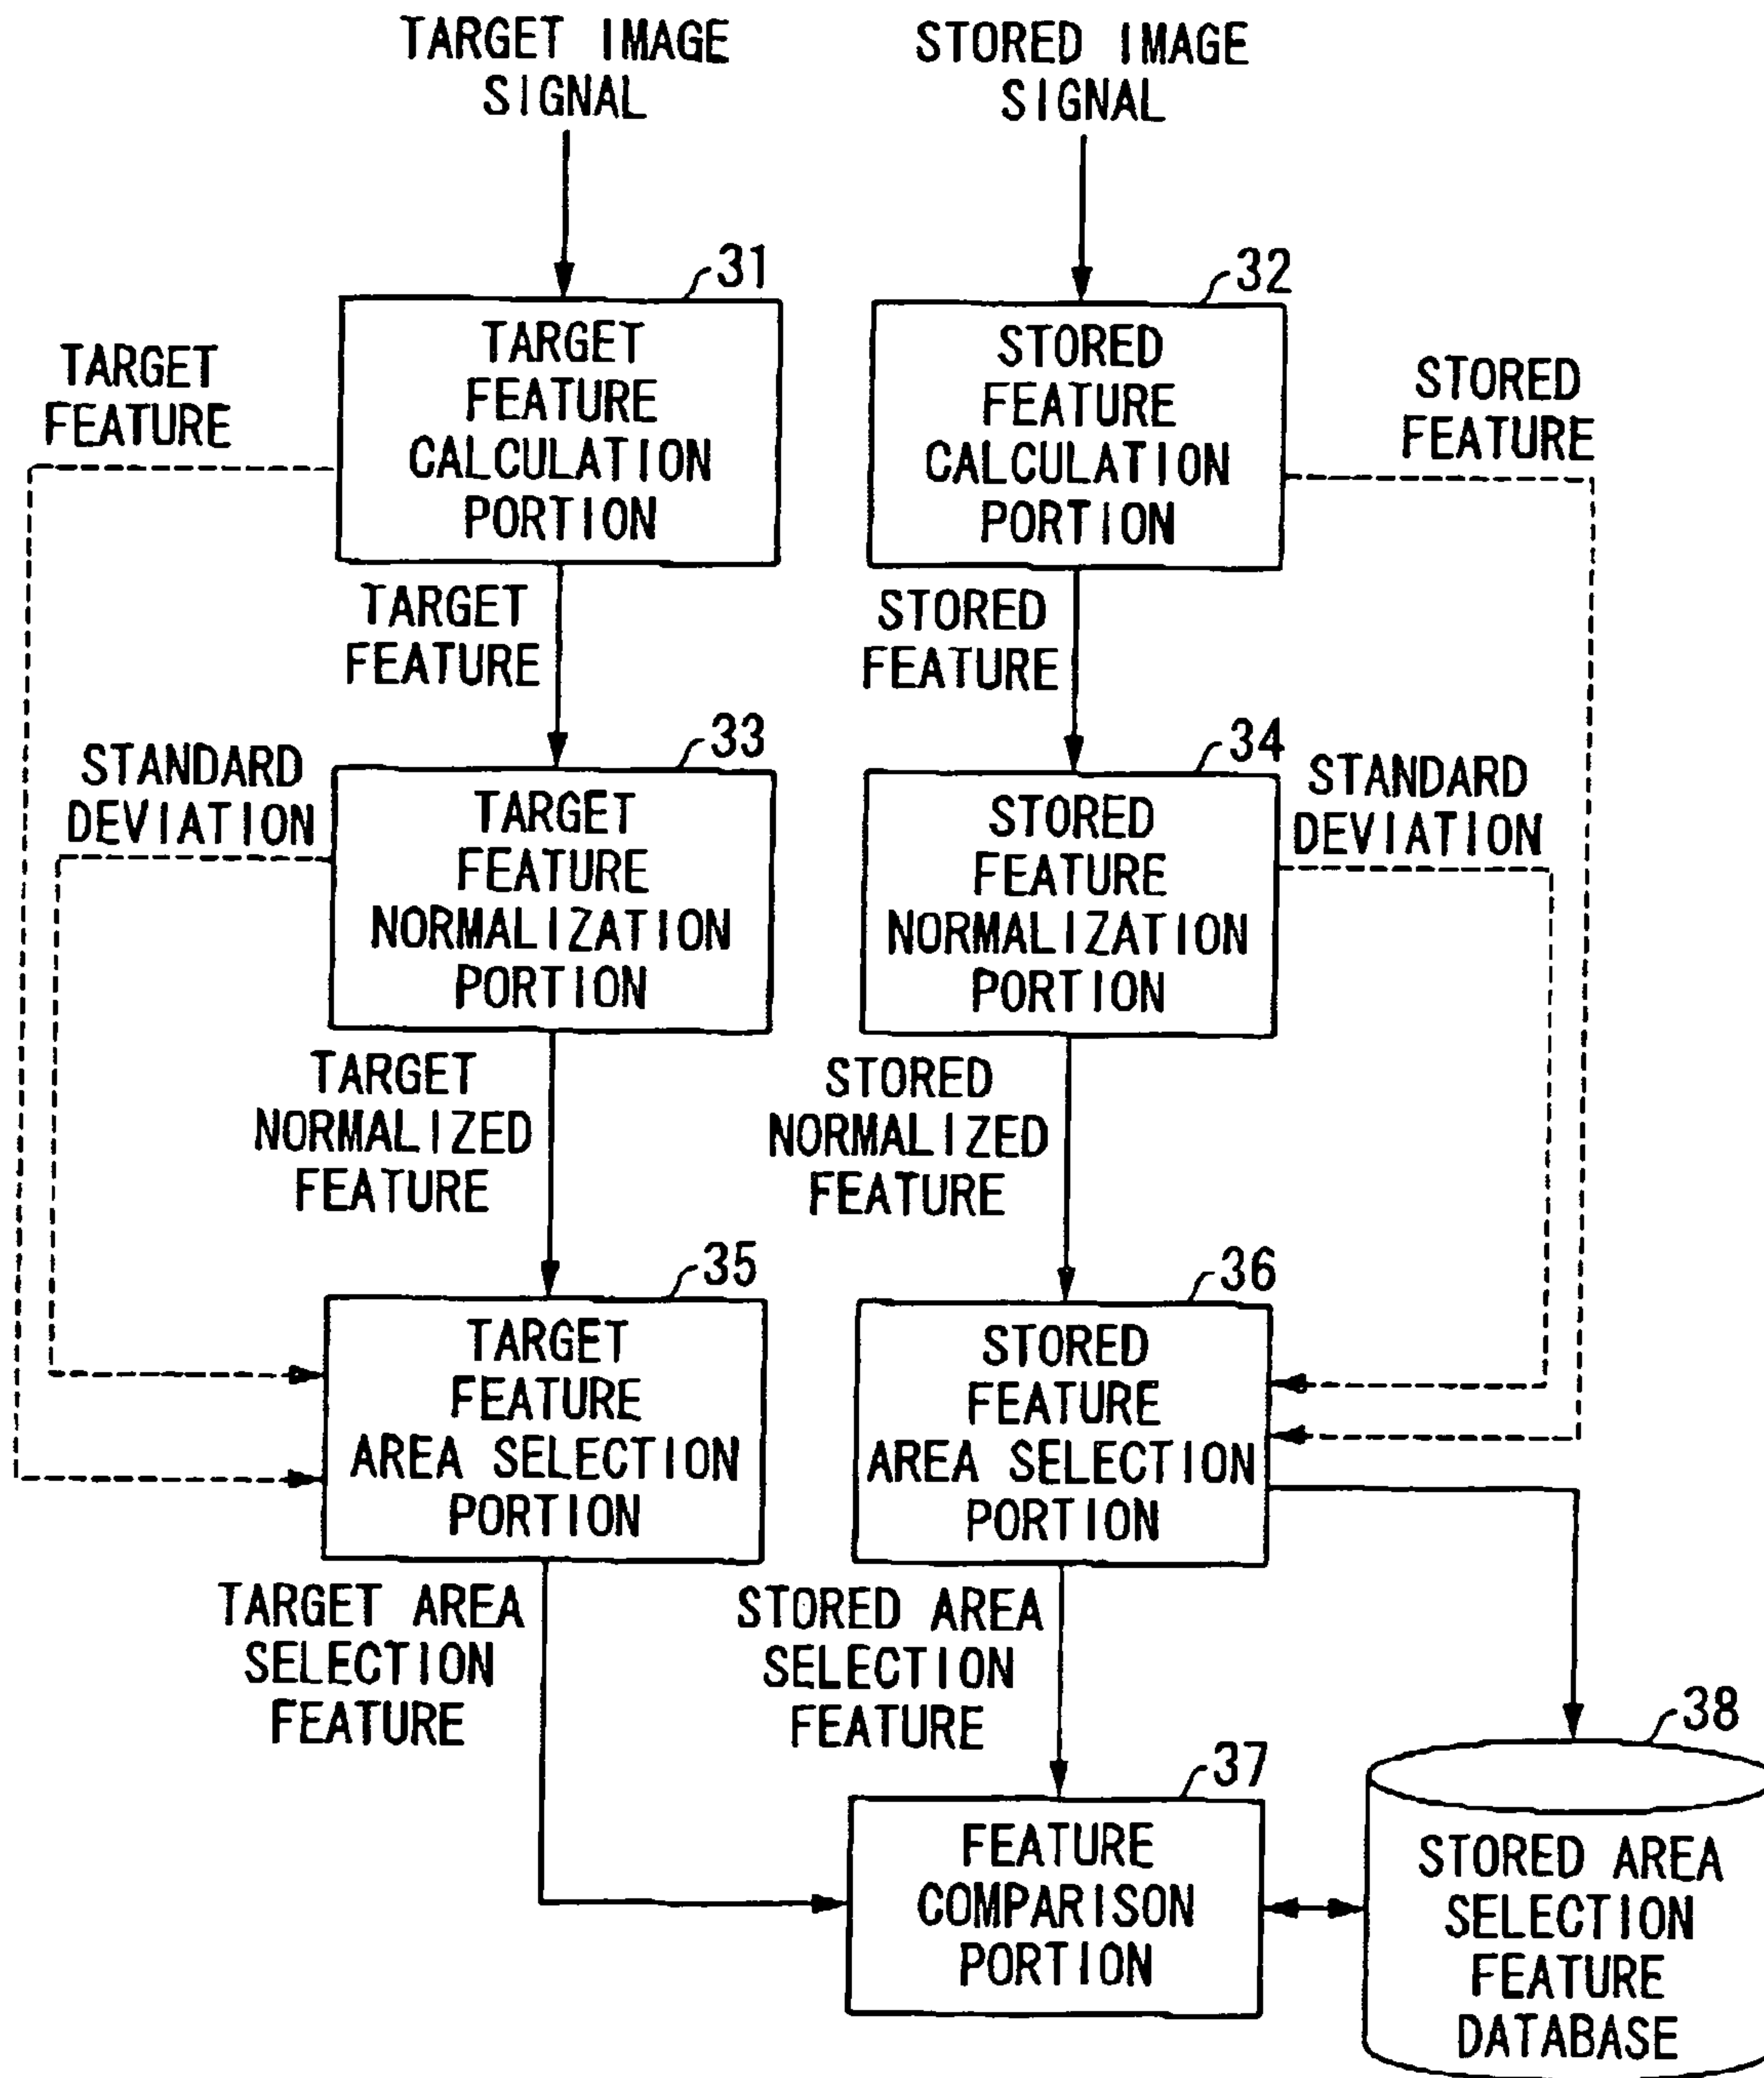 TARGET IMAGE
SIGNAL
STORED IMAGE
SIGNAL
31
32
TARGET
FEATURE
TARGET
FEATURE
CALCULATION
PORTION
STORED
FEATURE
CALCULATION
PORTION
STORED
FEATURE
TARGET
FEATURE
STORED
FEATURE
33
34
STANDARD
DEVIATION
TARGET
FEATURE
NORMALIZATION
PORTION
STORED
FEATURE
NORMALIZATION
PORTION
STANDARD
DEVIATION
TARGET
NORMALIZED
FEATURE
STORED
NORMALIZED
FEATURE
35
36
TARGET
FEATURE
AREA SELECTION
PORTION
STORED
FEATURE
AREA SELECTION
PORTION
TARGET AREA
SELECTION
FEATURE
STORED AREA
SELECTION
FEATURE
37
38
FEATURE
COMPARISON
PORTION
STORED AREA
SELECTION
FEATURE
DATABASE